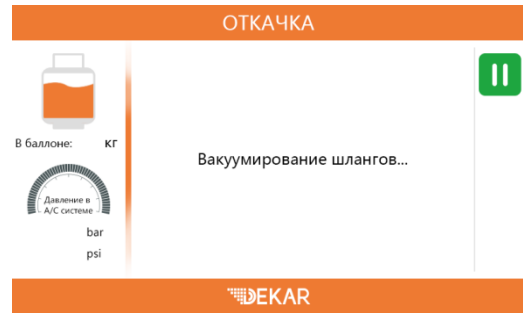 ОТКАЧКА
В баллоне: кг
Давление в
А/С системе
bar
psi
Вакуумирование шлангов...
DEKAR